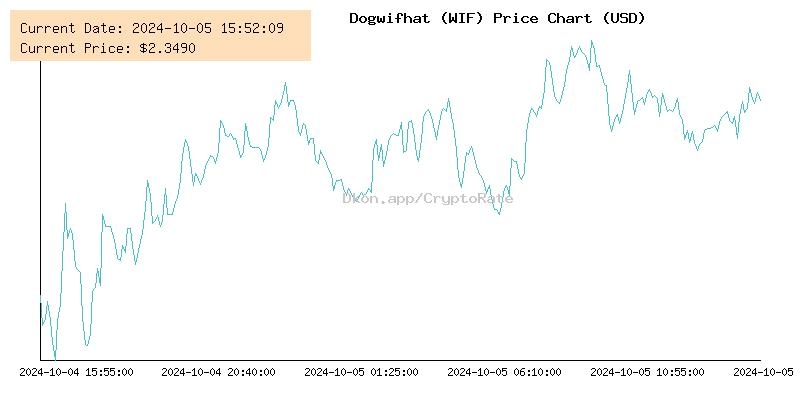 Dogwifhat (WIF) Price Chart (USD)
Current Date: 2024-10-05 15:52:09
Current Price: $2.3490
Dkon.app/CryptoRate
2024-10-04 15:55:00
2024-10-04 20:40:00
2024-10-05 01:25:00
2024-10-05 06:10:00
2024-10-05 10:55:00
2024-10-05